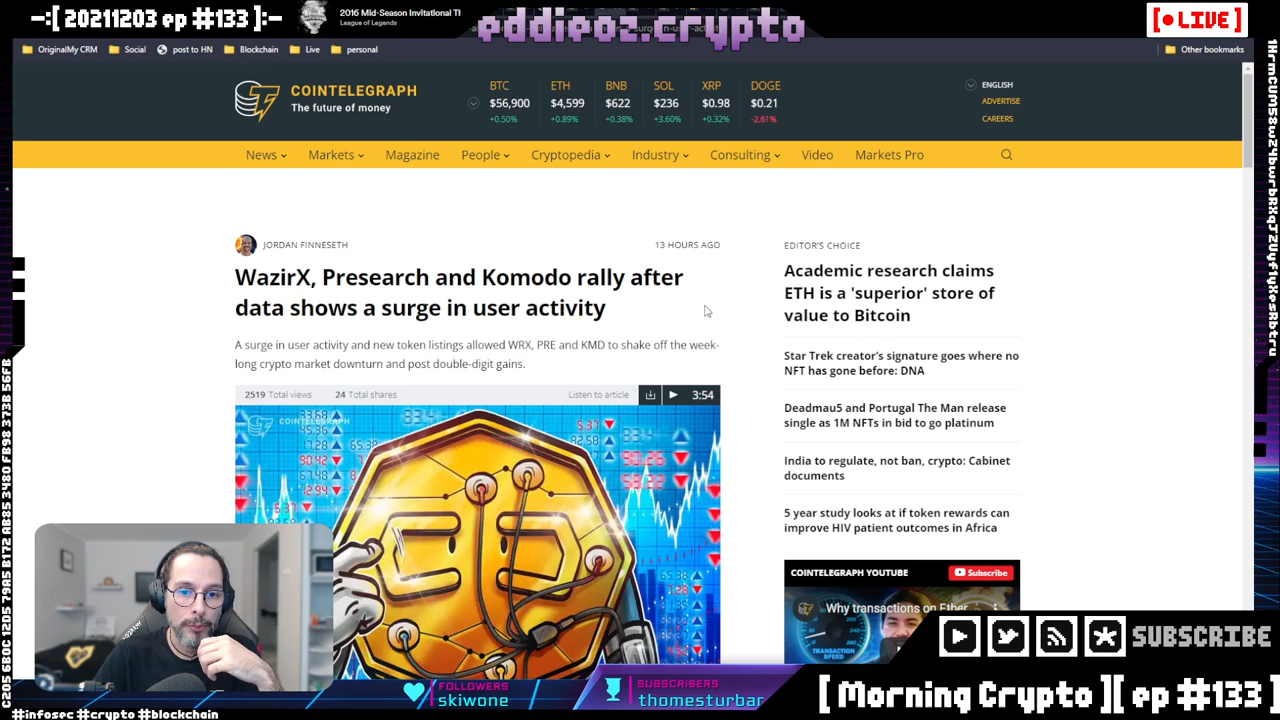 -:[ 20211203 ep #133 ]:-
2016 Mid-Season Invitational Th
League of Legends
eddieoz.crypto
[ • LIVE ]
OriginalMy CRM
Social
post to HN
Blockchain
Live
personal
Other bookmarks
COINTELEGRAPH
The future of money
BTC ETH BNB SOL XRP DOGE
$56,900 $4,599 $622 $236 $0.98 $0.21
+0.50% +0.89% +0.38% +3.60% +0.32% -2.61%
ENGLISH
ADVERTISE
CAREERS
News Markets Magazine People Cryptopedia Industry Consulting Video Markets Pro
JORDAN FINNESETH
13 HOURS AGO
WazirX, Presearch and Komodo rally after
data shows a surge in user activity
A surge in user activity and new token listings allowed WRX, PRE and KMD to shake off the week-
long crypto market downturn and post double-digit gains.
2519 Total views
24 Total shares
Listen to article
3:54
EDITOR'S CHOICE
Academic research claims
ETH is a 'superior' store of
value to Bitcoin
Star Trek creator's signature goes where no
NFT has gone before: DNA
Deadmau5 and Portugal The Man release
single as 1M NFTs in bid to go platinum
India to regulate, not ban, crypto: Cabinet
documents
5 year study looks at if token rewards can
improve HIV patient outcomes in Africa
COINTELEGRAPH YOUTUBE
Subscribe
Why transactions on Ether
TRANSACTION
SPEED
SUBSCRIBE
FOLLOWERS
skiwone
SUBSCRIBERS
thomesturbar
[ Morning Crypto ][ ep #133 ]
#infosec #crypto #blockchain